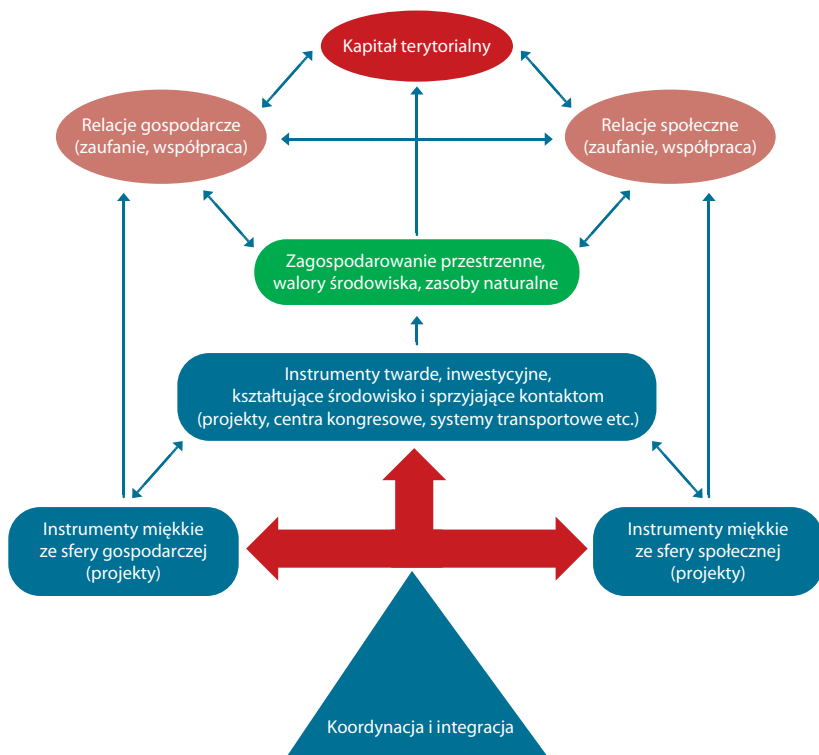 Kapitał terytorialny
Relacje gospodarcze
(zaufanie, współpraca)
Relacje społeczne
(zaufanie, współpraca)
Zagospodarowanie przestrzenne,
walory środowiska, zasoby naturalne
Instrumenty twarde, inwestycyjne,
kształtujące środowisko i sprzyjające kontaktom
(projekty, centra kongresowe, systemy transportowe etc.)
Instrumenty miękkie
ze sfery gospodarczej
(projekty)
Instrumenty miękkie
ze sfery społecznej
(projekty)
Koordynacja i integracja